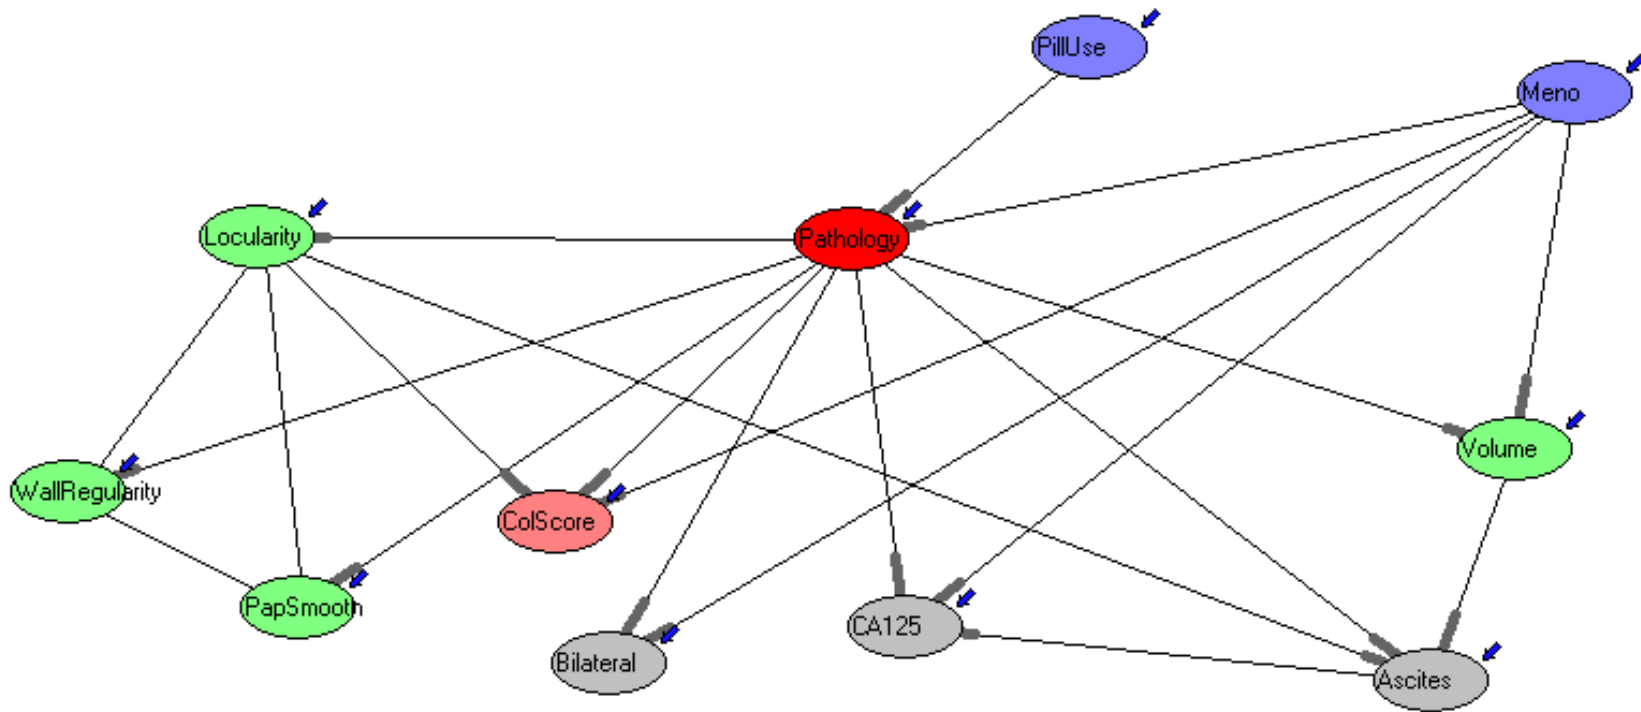 PillUse
Meno
Locularity
Pathology
Volume
WallRegularity
ColScore
PapSmooth
CA125
Bilateral
Ascites